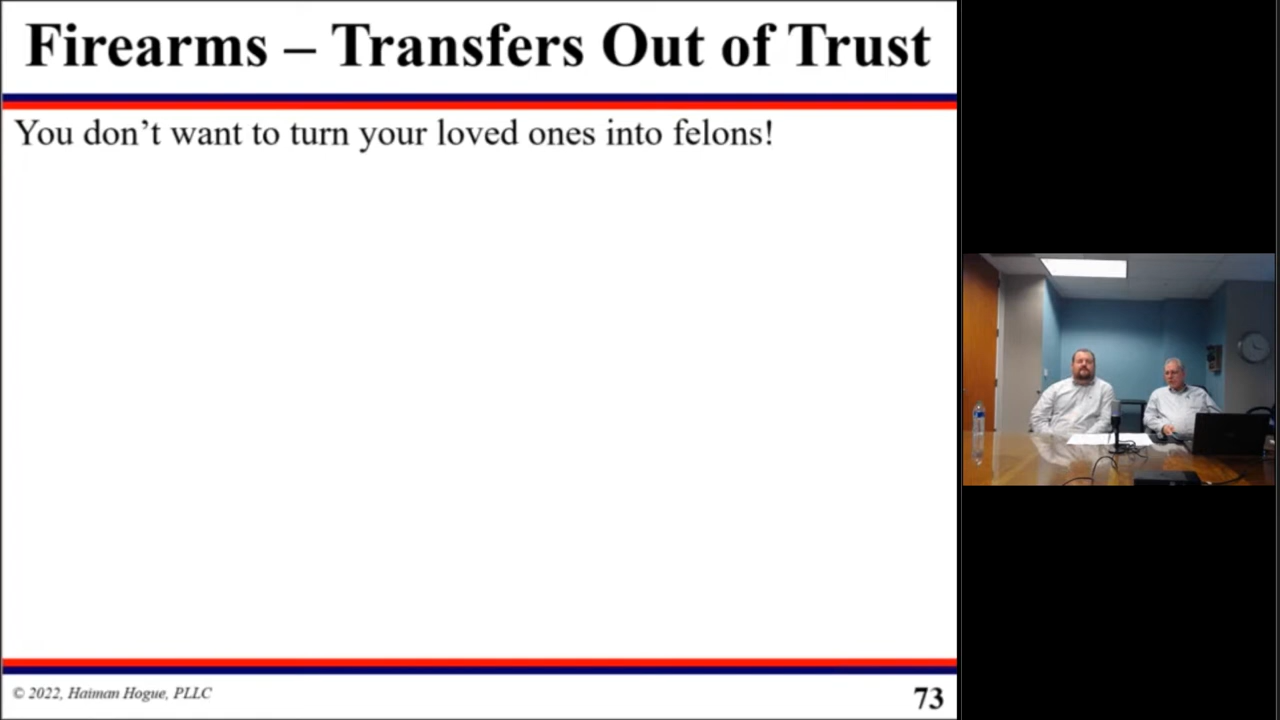 Firearms – Transfers Out of Trust
You don’t want to turn your loved ones into felons!
© 2022, Haiman Hogue, PLLC
73